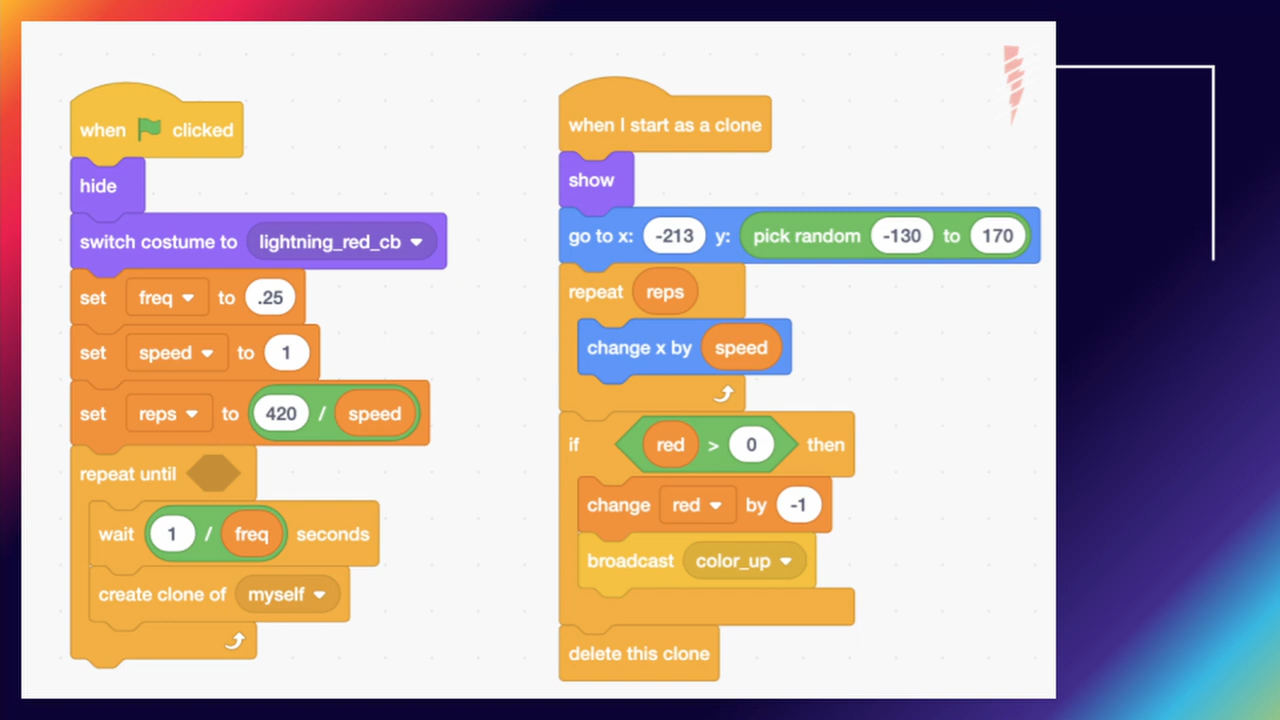 when clicked
hide
switch costume to lightning_red_cb
set freq to .25
set speed to 1
set reps to 420 / speed
repeat until
wait 1 / freq seconds
create clone of myself
when I start as a clone
show
go to x: -213 y: pick random -130 to 170
repeat reps
change x by speed
if red > 0 then
change red by -1
broadcast color_up
delete this clone